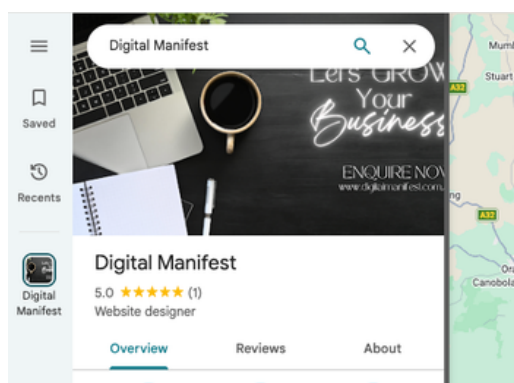 Digital Manifest
Let's GROW
Your
Business
ENQUIRE NOW
www.digitalmanifest.com.
Saved
Recents
Digital
Manifest
Digital Manifest
5.0 ★★★★★ (1)
Website designer
Overview
Reviews
About
A32
Stuart
A32
Canobola